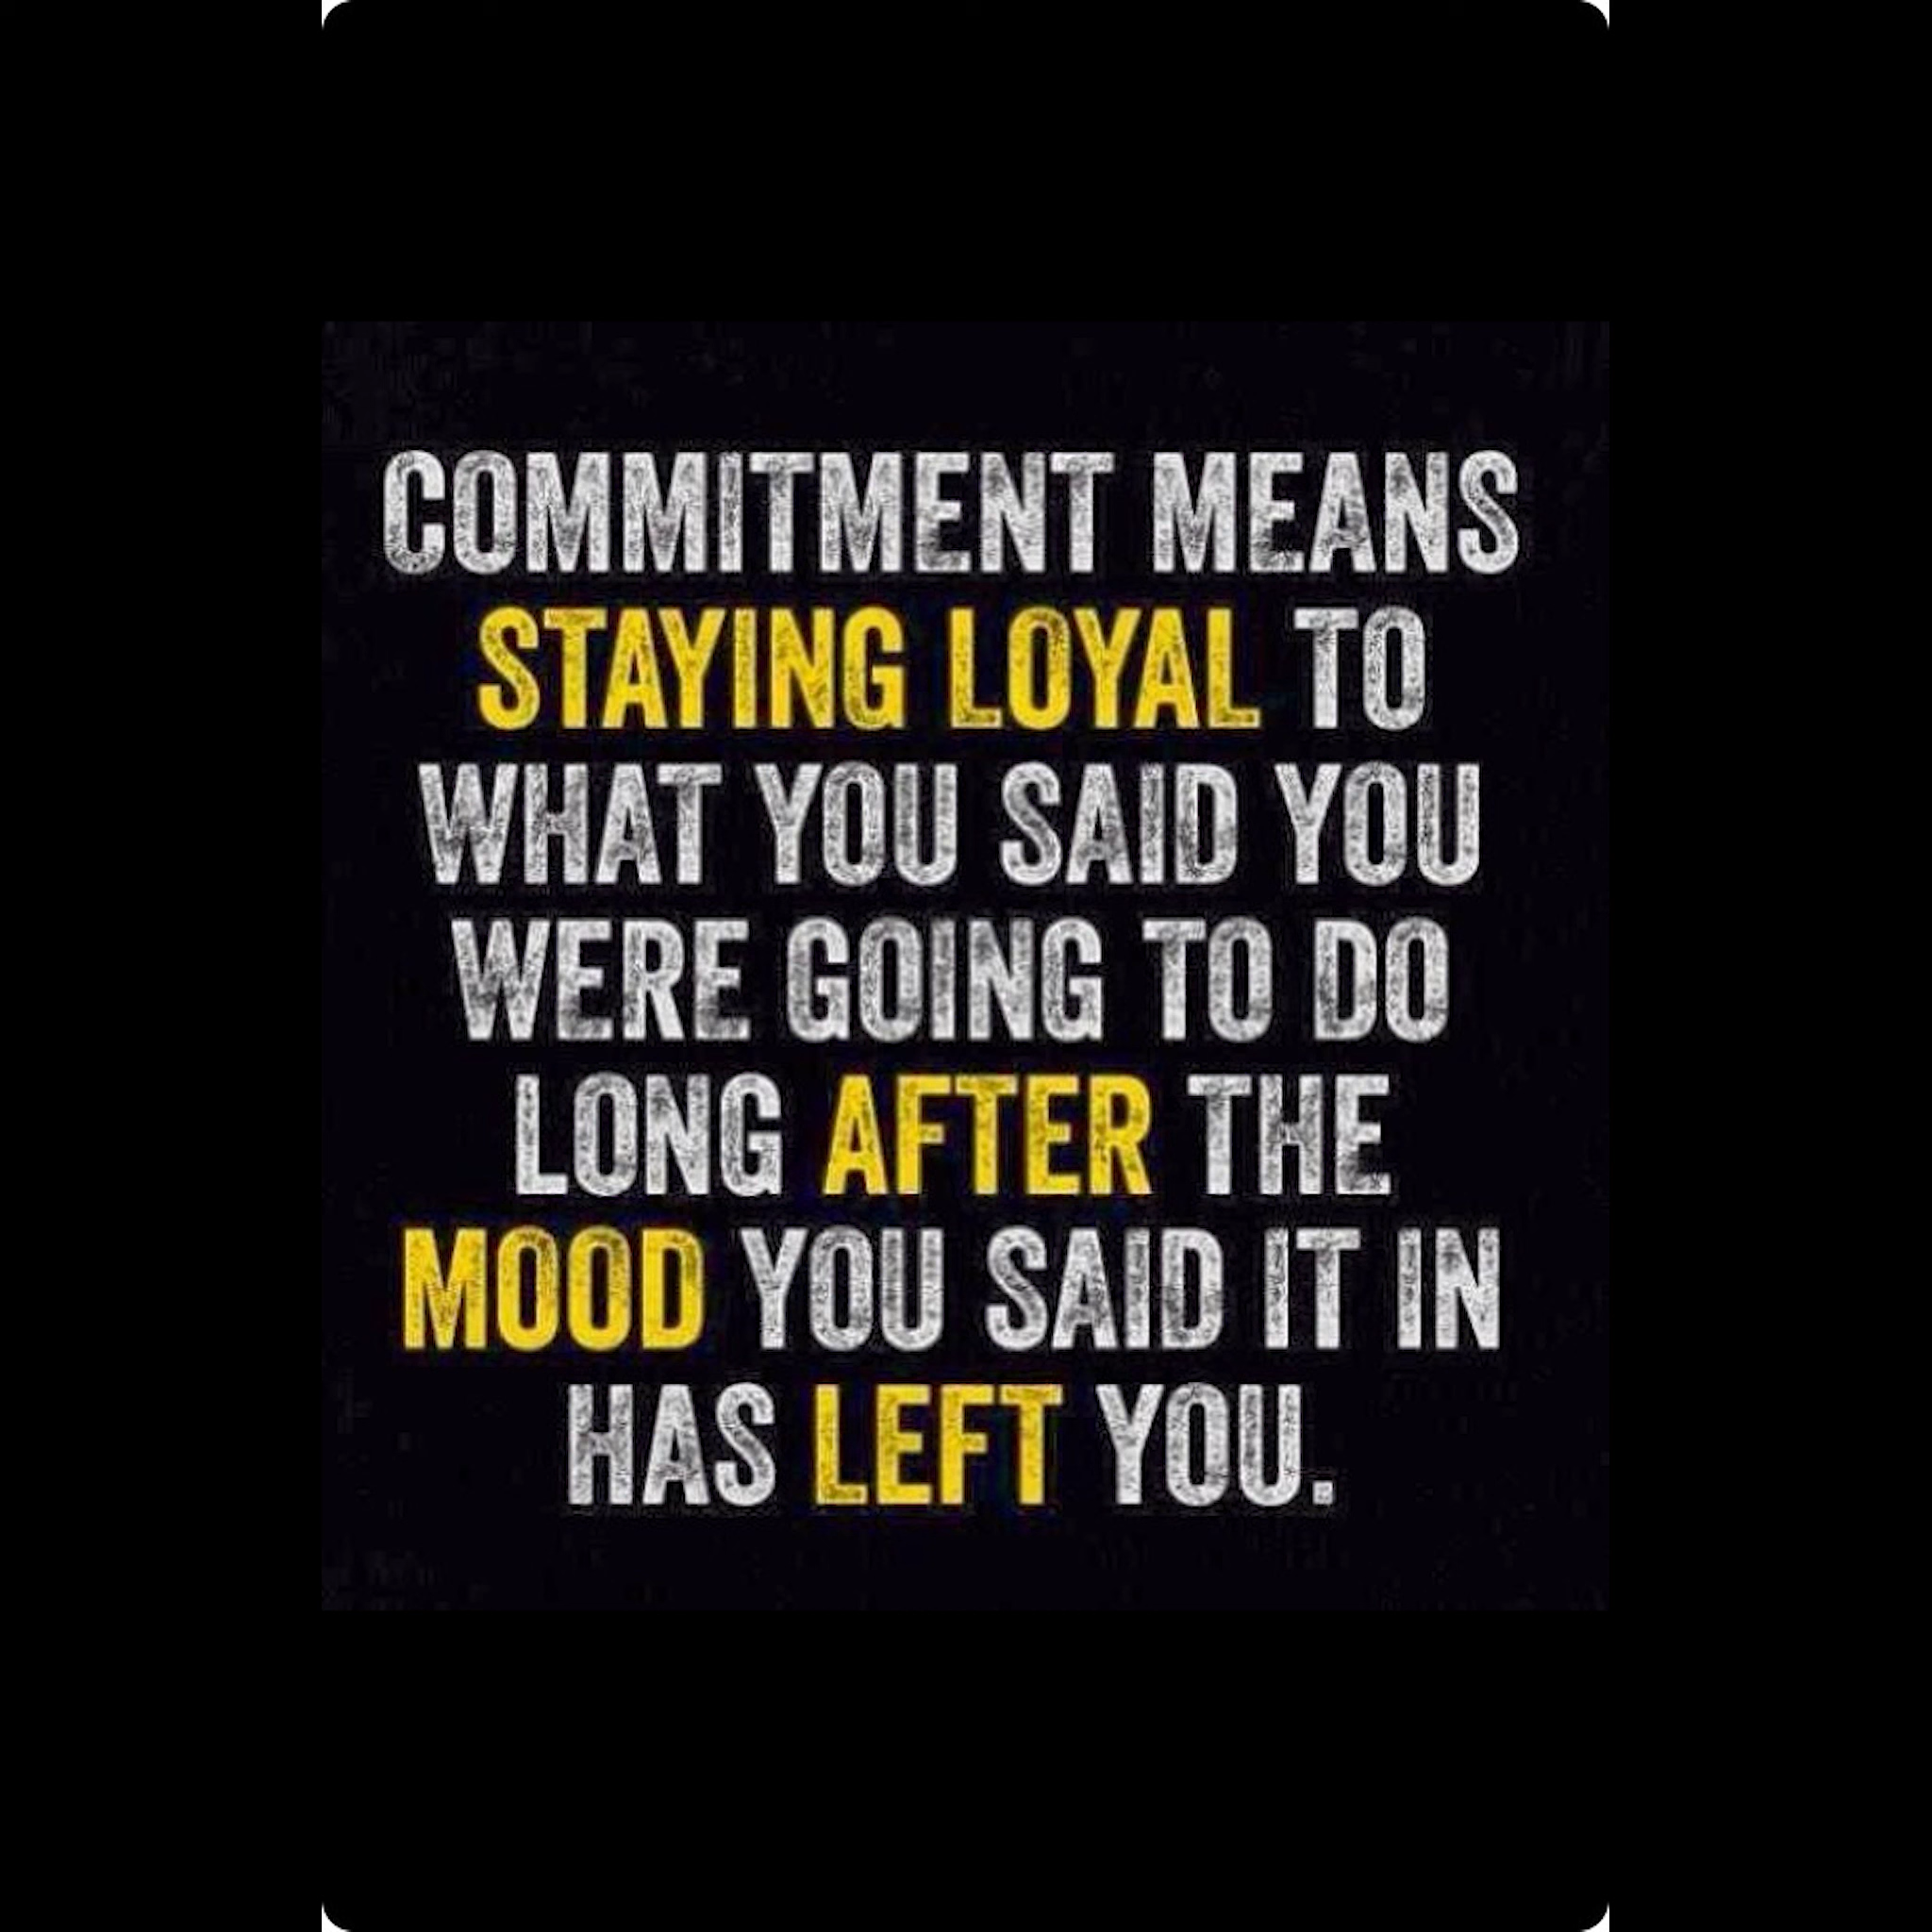 COMMITMENT MEANS
STAYING LOYAL TO
WHAT YOU SAID YOU
WERE GOING TO DO
LONG AFTER THE
MOOD YOU SAID IT IN
HAS LEFT YOU.